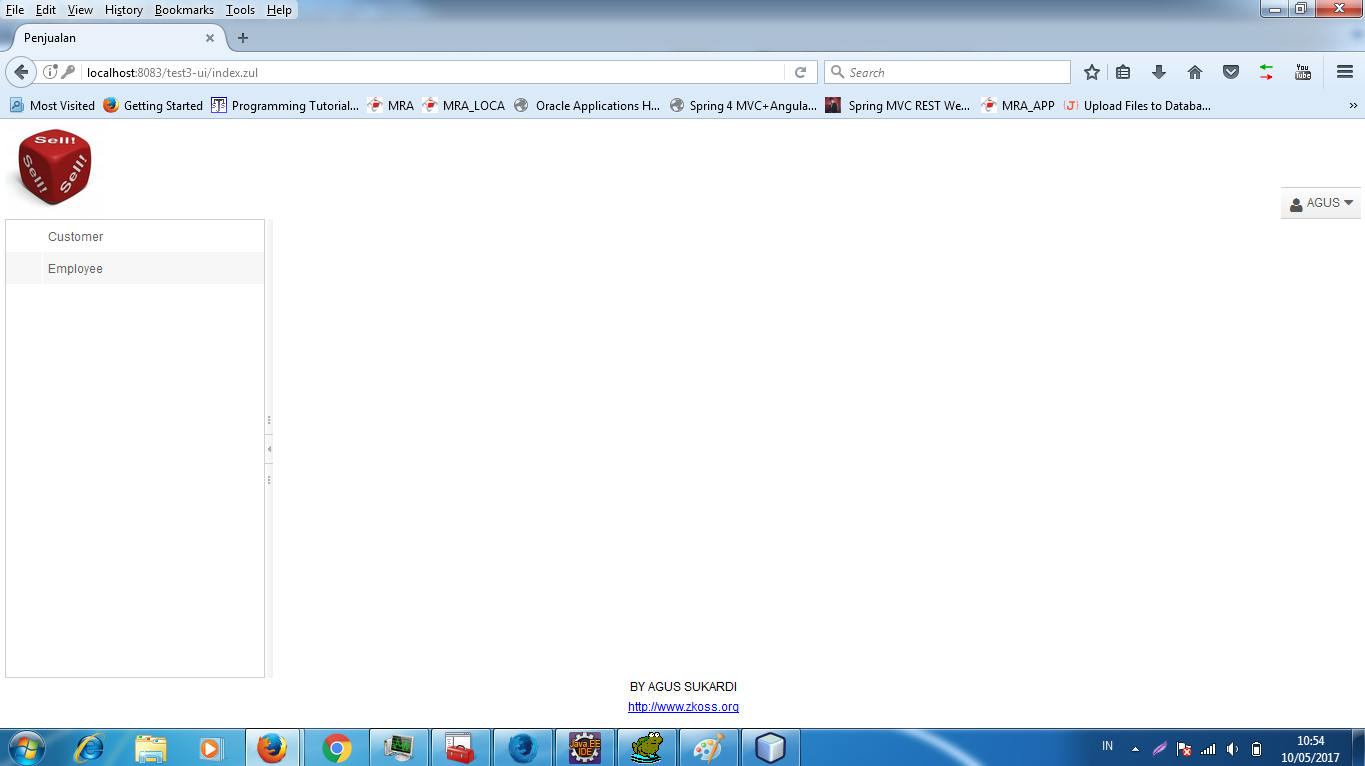 File Edit View History Bookmarks Tools Help
Penjualan
localhost:8083/test3-ui/index.zul
Search
You Tube
Most Visited Getting Started Programming Tutorial... MRA MRA_LOCA Oracle Applications H... Spring 4 MVC+Angula... Spring MVC REST We... MRA_APP Upload Files to Databa...
Sell!
Sell!
Sell!
AGUS
Customer
Employee
BY AGUS SUKARDI
http://www.zkoss.org
Java EE
IDE
IN
10:54
10/05/2017